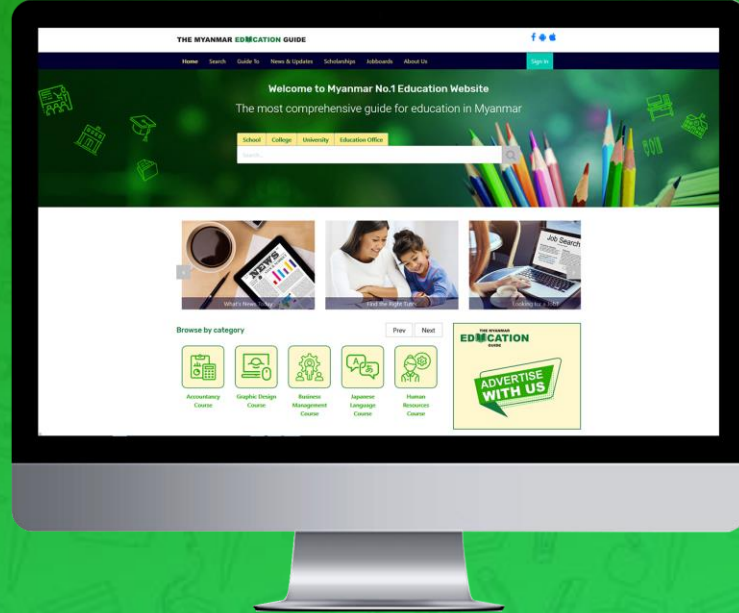 THE MYANMAR EDUCATION GUIDE
Home Search Guide To News & Updates Scholarships Jobboards About Us Sign in
Welcome to Myanmar No.1 Education Website
The most comprehensive guide for education in Myanmar
School College University Education Office
Search...
NEWS
Job Search
What's News Today
Find the Right Tutor
Looking for a Job?
Browse by category
Prev Next
THE MYANMAR
EDUCATION
GUIDE
ADVERTISE
WITH US
Accountancy
Course
Graphic Design
Course
Business
Management
Course
Japanese
Language
Course
Human
Resources
Course